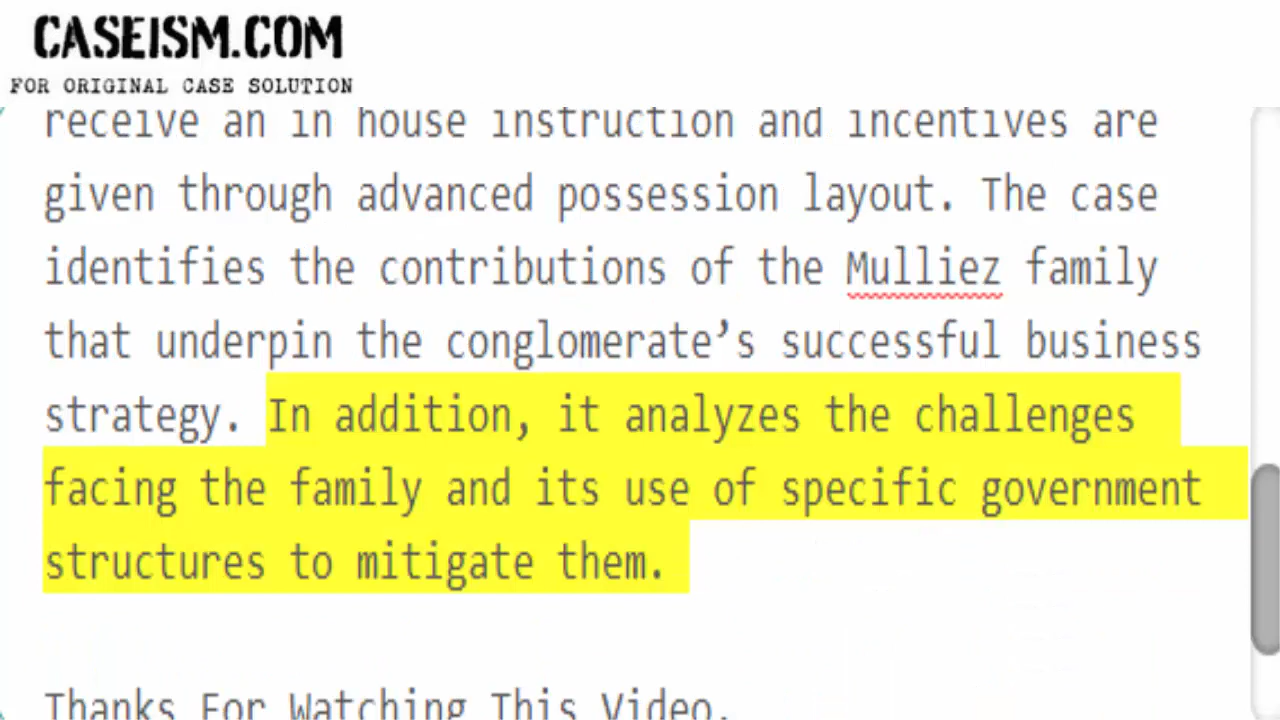 CASEISM.COM
FOR ORIGINAL CASE SOLUTION
receive an in house instruction and incentives are
given through advanced possession layout. The case
identifies the contributions of the Mulliez family
that underpin the conglomerate’s successful business
strategy. In addition, it analyzes the challenges
facing the family and its use of specific government
structures to mitigate them.
Thanks For Watching This Video.